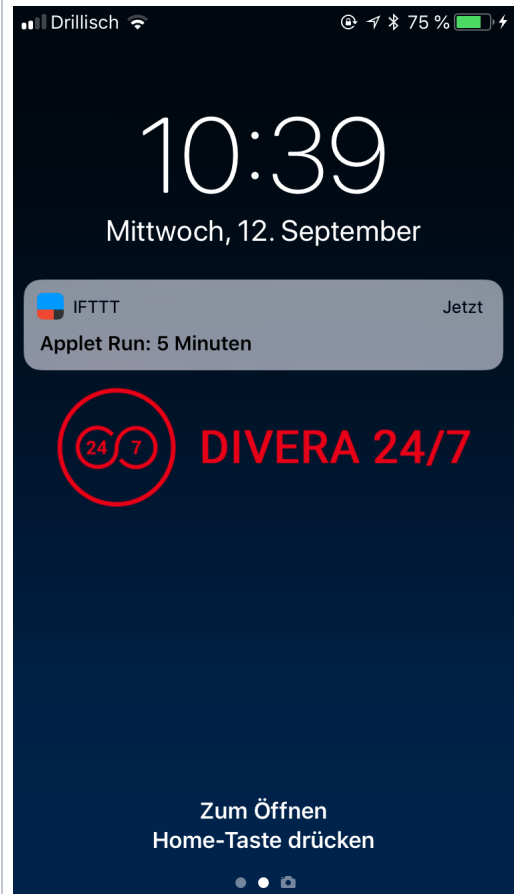 Drillisch 75 %
10:39
Mittwoch, 12. September
IFTTT Jetzt
Applet Run: 5 Minuten
24 7 DIVERA 24/7
Zum Öffnen
Home-Taste drücken